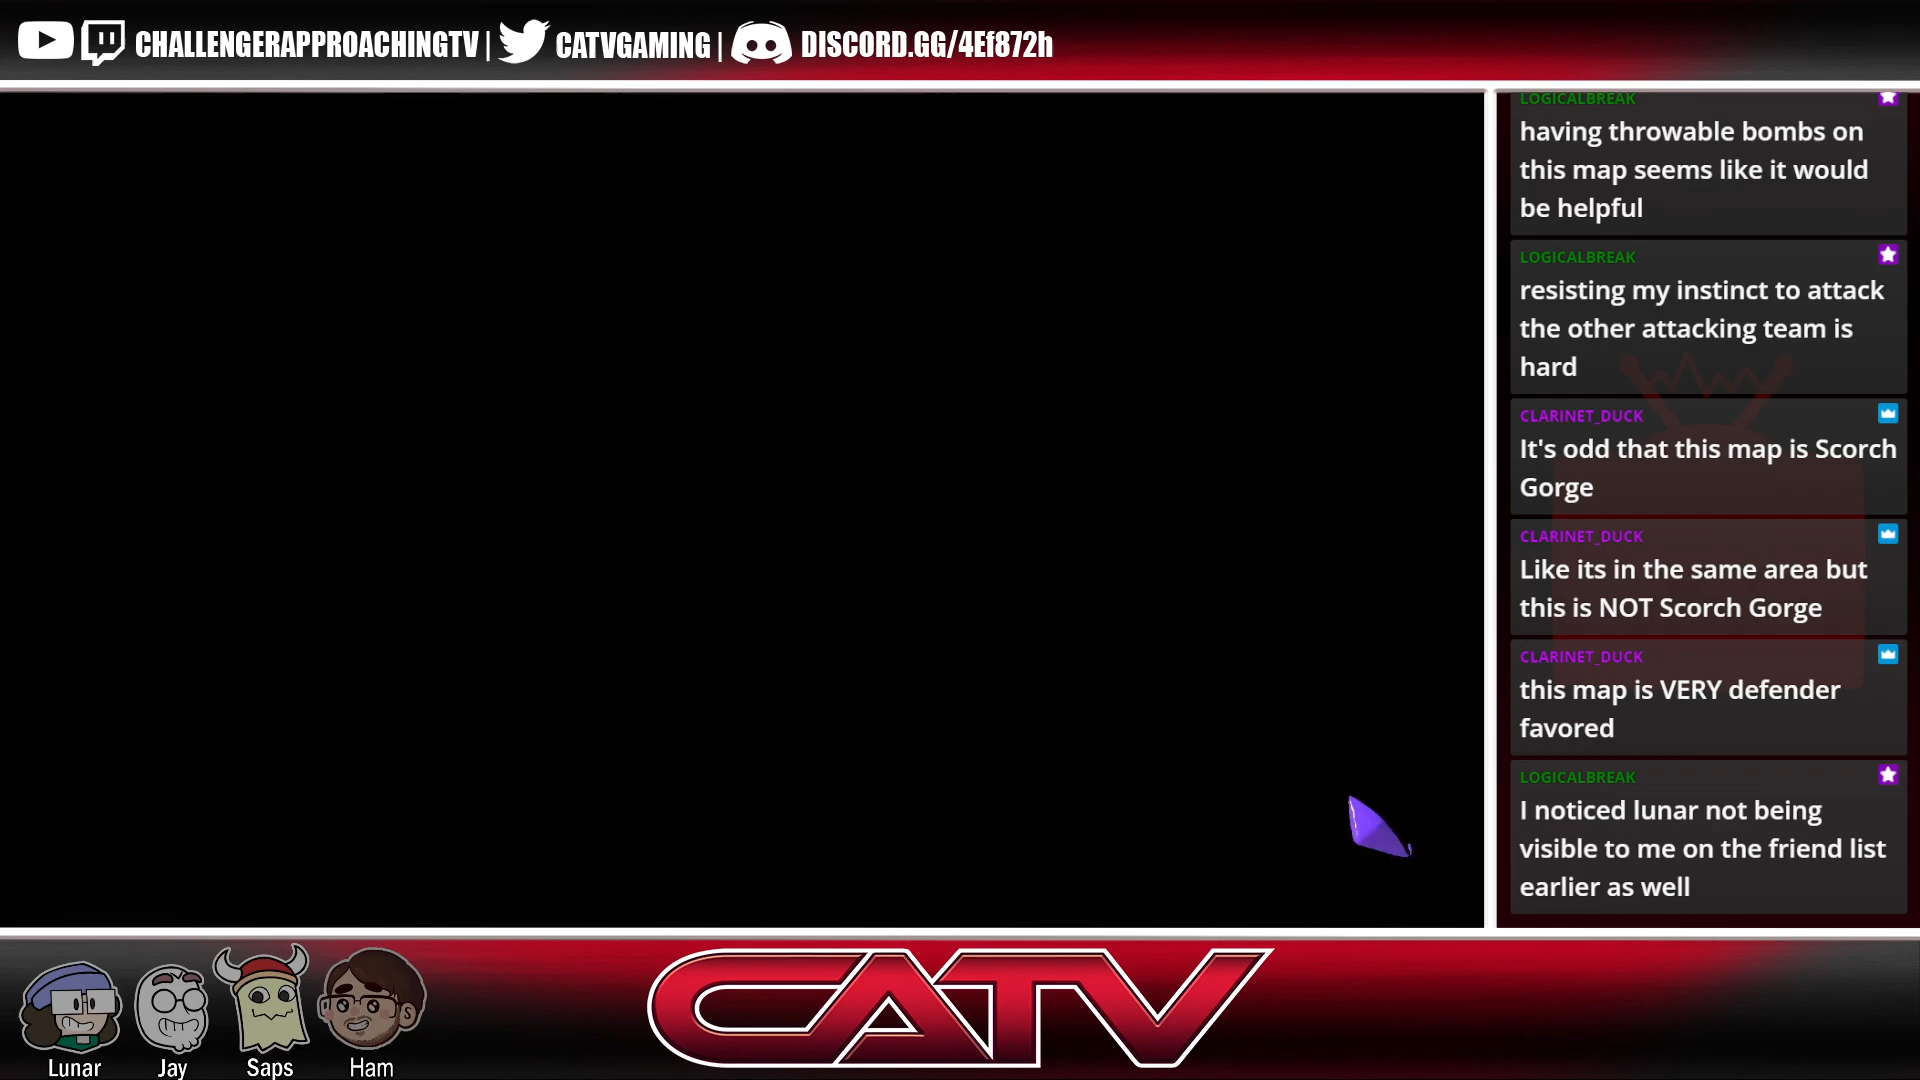 CHALLENGERAPPROACHINGTV | CATVGAMING | DISCORD.GG/4Ef872h
LOGICALBREAK
having throwable bombs on
this map seems like it would
be helpful
LOGICALBREAK
resisting my instinct to attack
the other attacking team is
hard
CLARINET_DUCK
It's odd that this map is Scorch
Gorge
CLARINET_DUCK
Like its in the same area but
this is NOT Scorch Gorge
CLARINET_DUCK
this map is VERY defender
favored
LOGICALBREAK
I noticed lunar not being
visible to me on the friend list
earlier as well
CATV
Lunar Jay Saps Ham